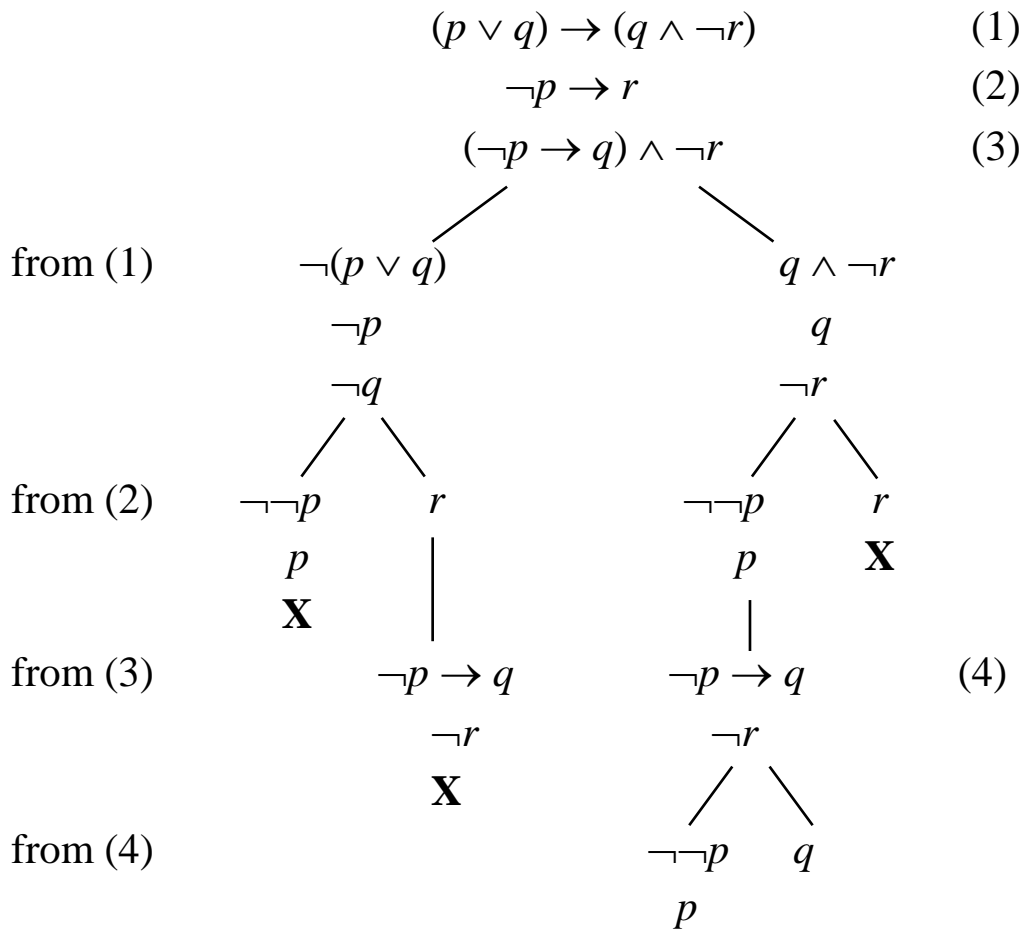 (p ∨ q) → (q ∧ ¬r) (1)
¬p → r (2)
(¬p → q) ∧ ¬r (3)
from (1) ¬(p ∨ q) q ∧ ¬r
¬p q
¬q ¬r
from (2) ¬¬p r ¬¬p r
p p X
X
from (3) ¬p → q ¬p → q (4)
¬r ¬r
X
from (4) ¬¬p q
p